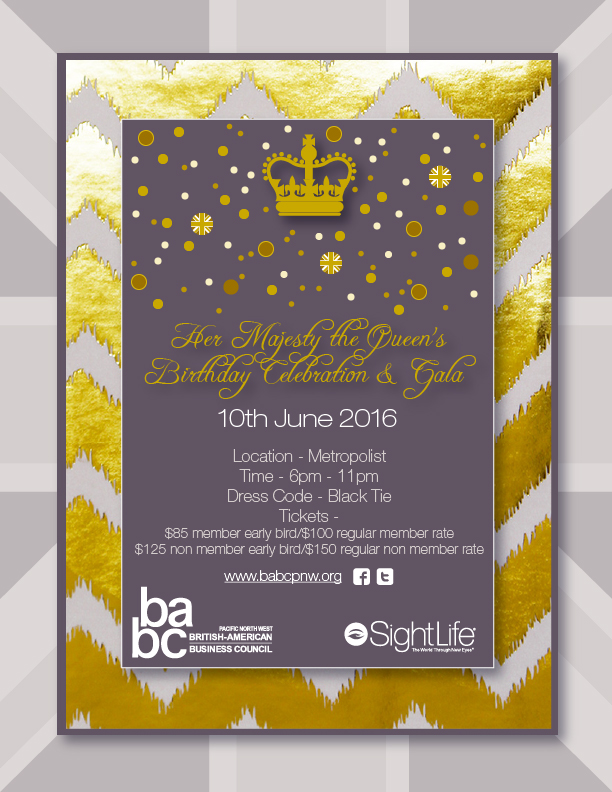 Her Majesty the Queen's
Birthday Celebration & Gala
10th June 2016
Location - Metropolist
Time - 6pm - 11pm
Dress Code - Black Tie
Tickets -
$85 member early bird/$100 regular member rate
$125 non member early bird/$150 regular non member rate
www.babcpnw.org
ba
bc
PACIFIC NORTH WEST
BRITISH-AMERICAN
BUSINESS COUNCIL
SightLife
The World Through New Eyes®